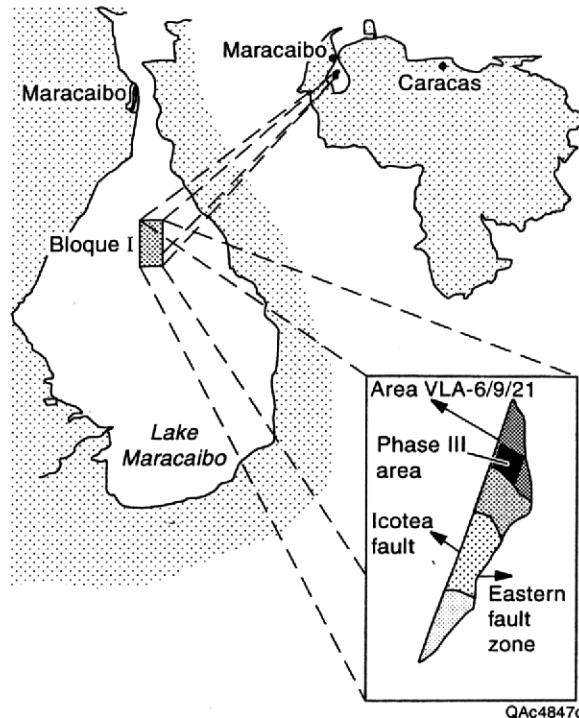 Maracaibo
Caracas
Maracaibo
Bloque I
Lake
Maracaibo
Area VLA-6/9/21
Phase III
area
Icotea
fault
Eastern
fault
zone
QAc4847c